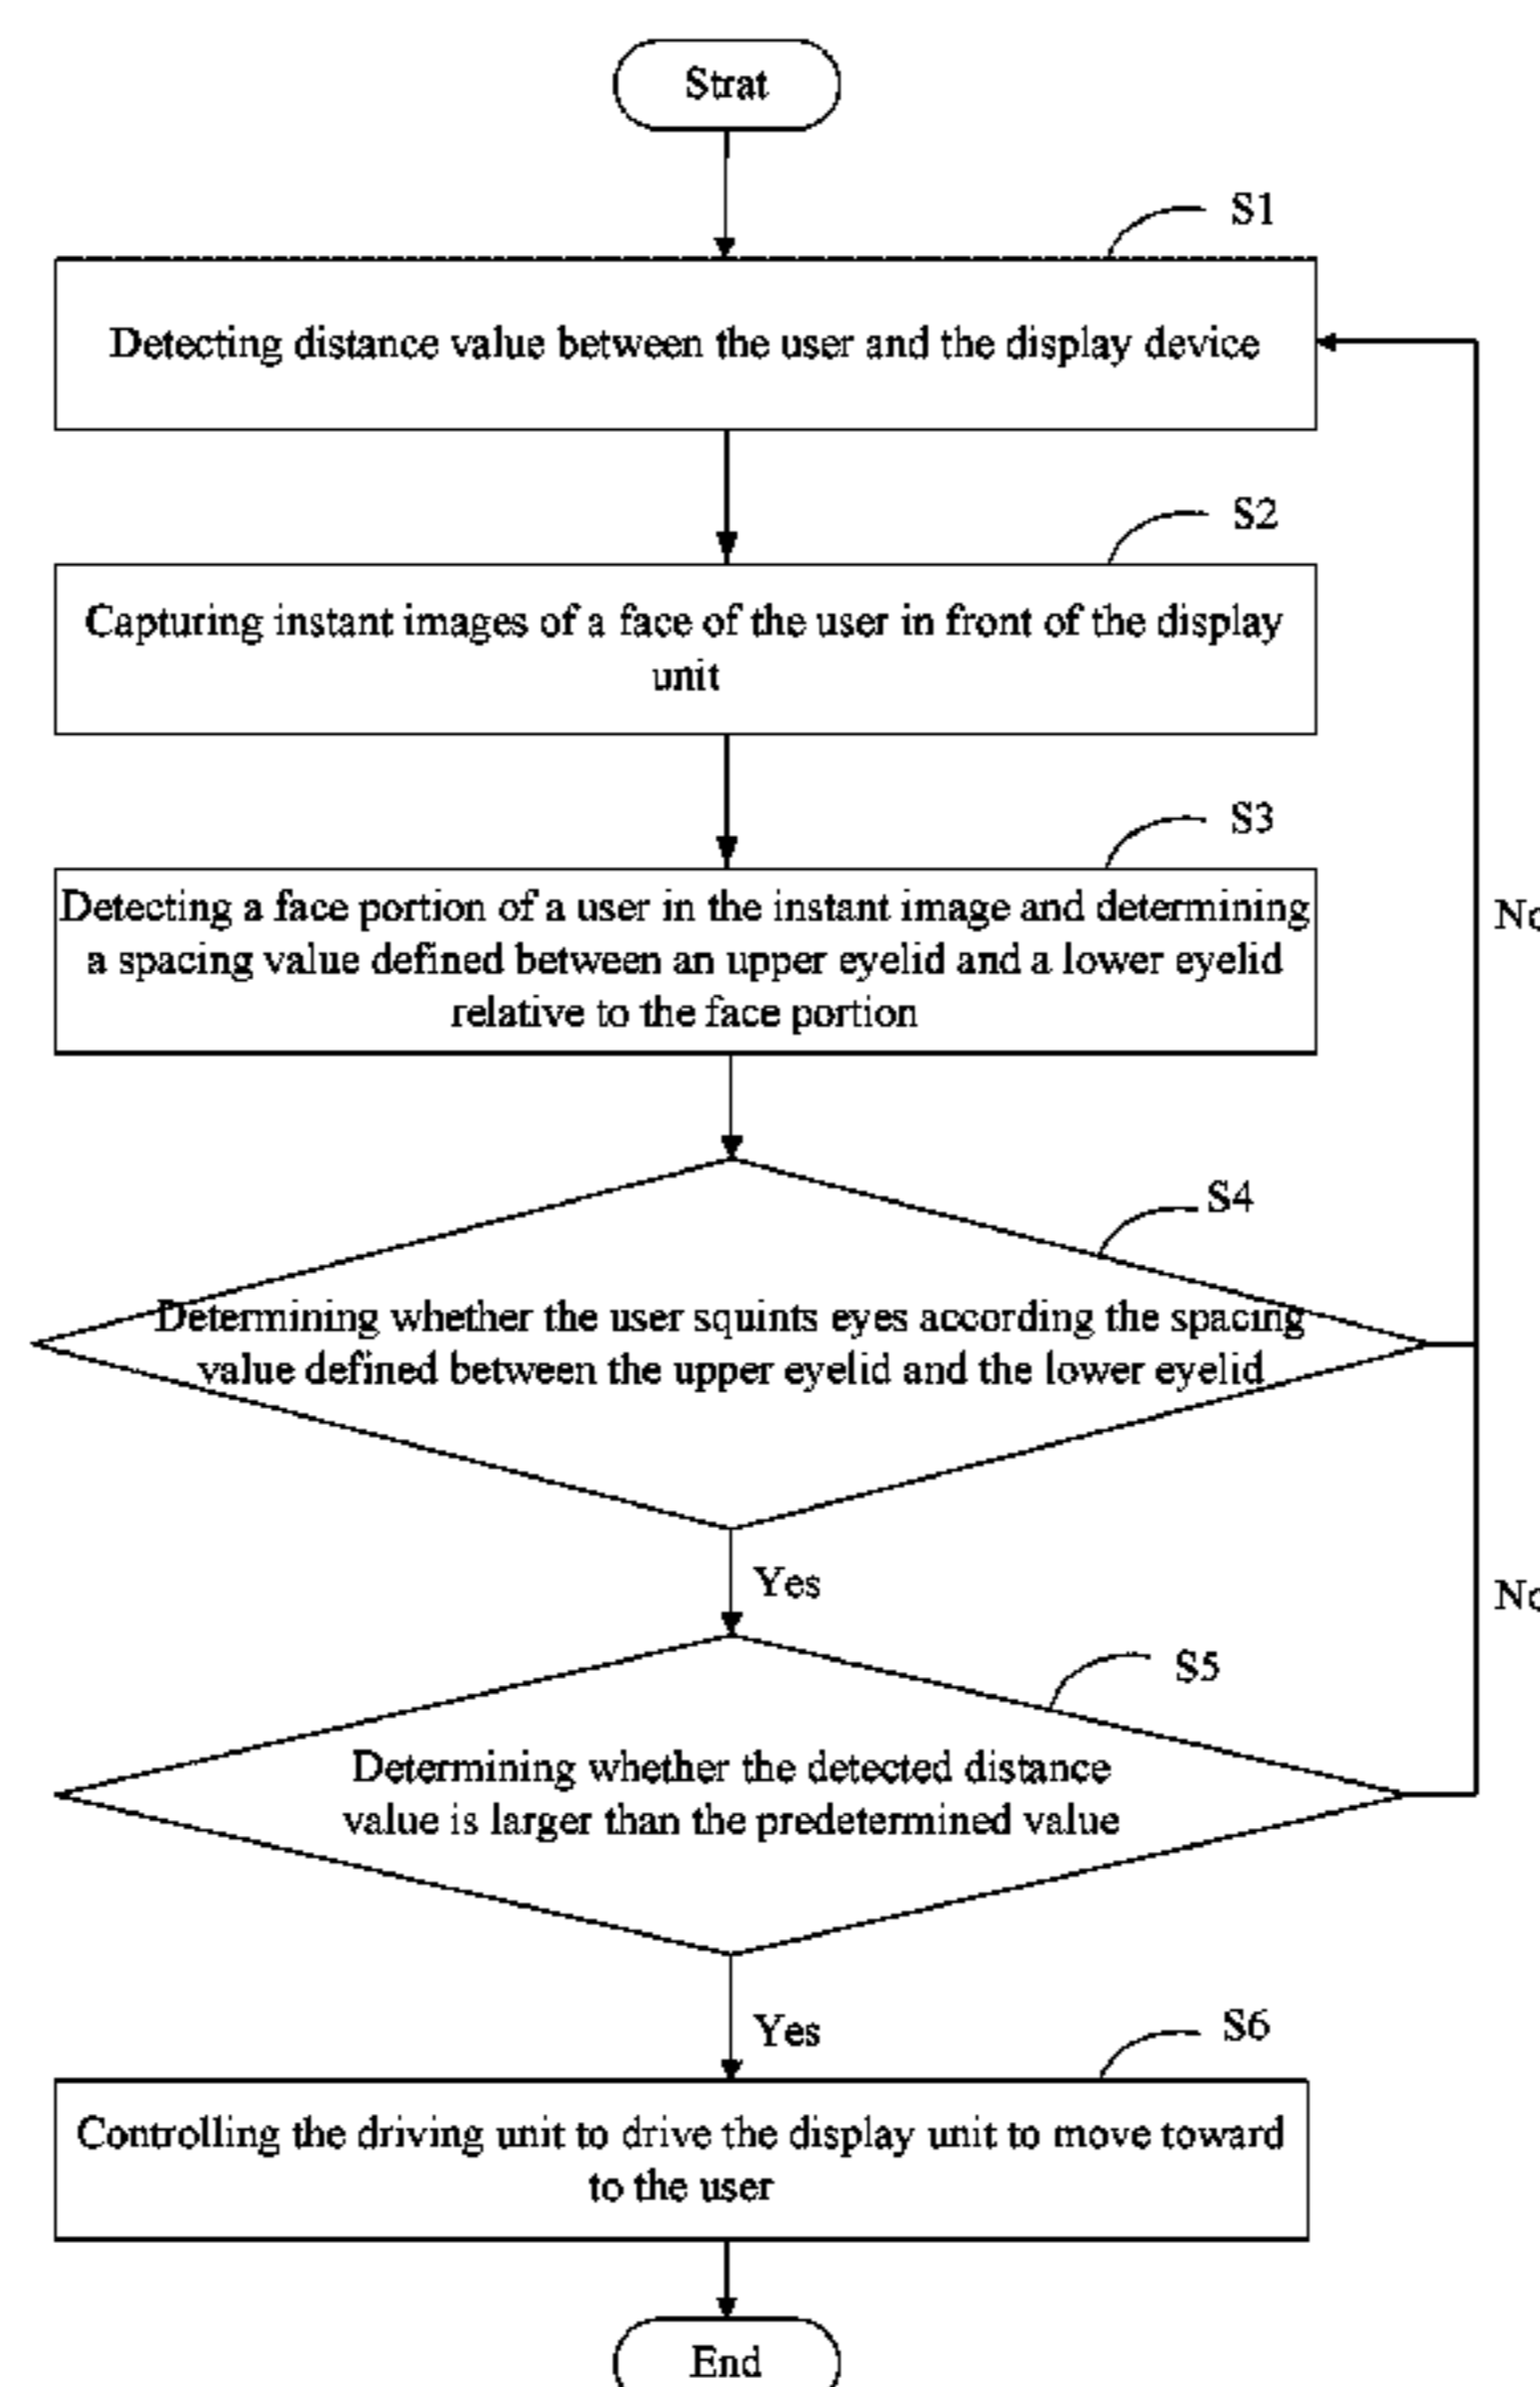 Strat
S1
Detecting distance value between the user and the display device
S2
Capturing instant images of a face of the user in front of the display
unit
S3
Detecting a face portion of a user in the instant image and determining
a spacing value defined between an upper eyelid and a lower eyelid
relative to the face portion
No
S4
Determining whether the user squints eyes according the spacing
value defined between the upper eyelid and the lower eyelid
Yes
No
S5
Determining whether the detected distance
value is larger than the predetermined value
Yes
S6
Controlling the driving unit to drive the display unit to move toward
to the user
End